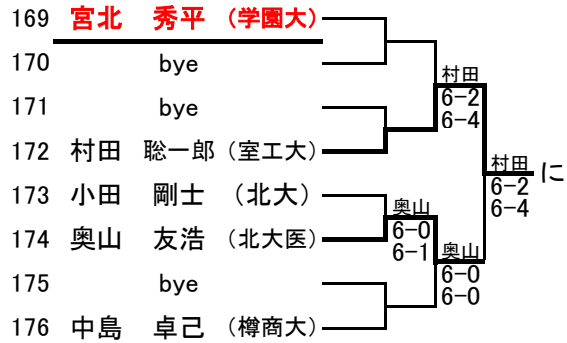 169 宮北 秀平 (学園大)
170 bye
171 bye
172 村田 聡一郎 (室工大)
173 小田 剛士 (北大)
174 奥山 友浩 (北大医)
175 bye
176 中島 卓己 (樽商大)
奥山
6-0
6-1
村田
6-2
6-4
奥山
6-0
6-0
村田
6-2
6-4
に